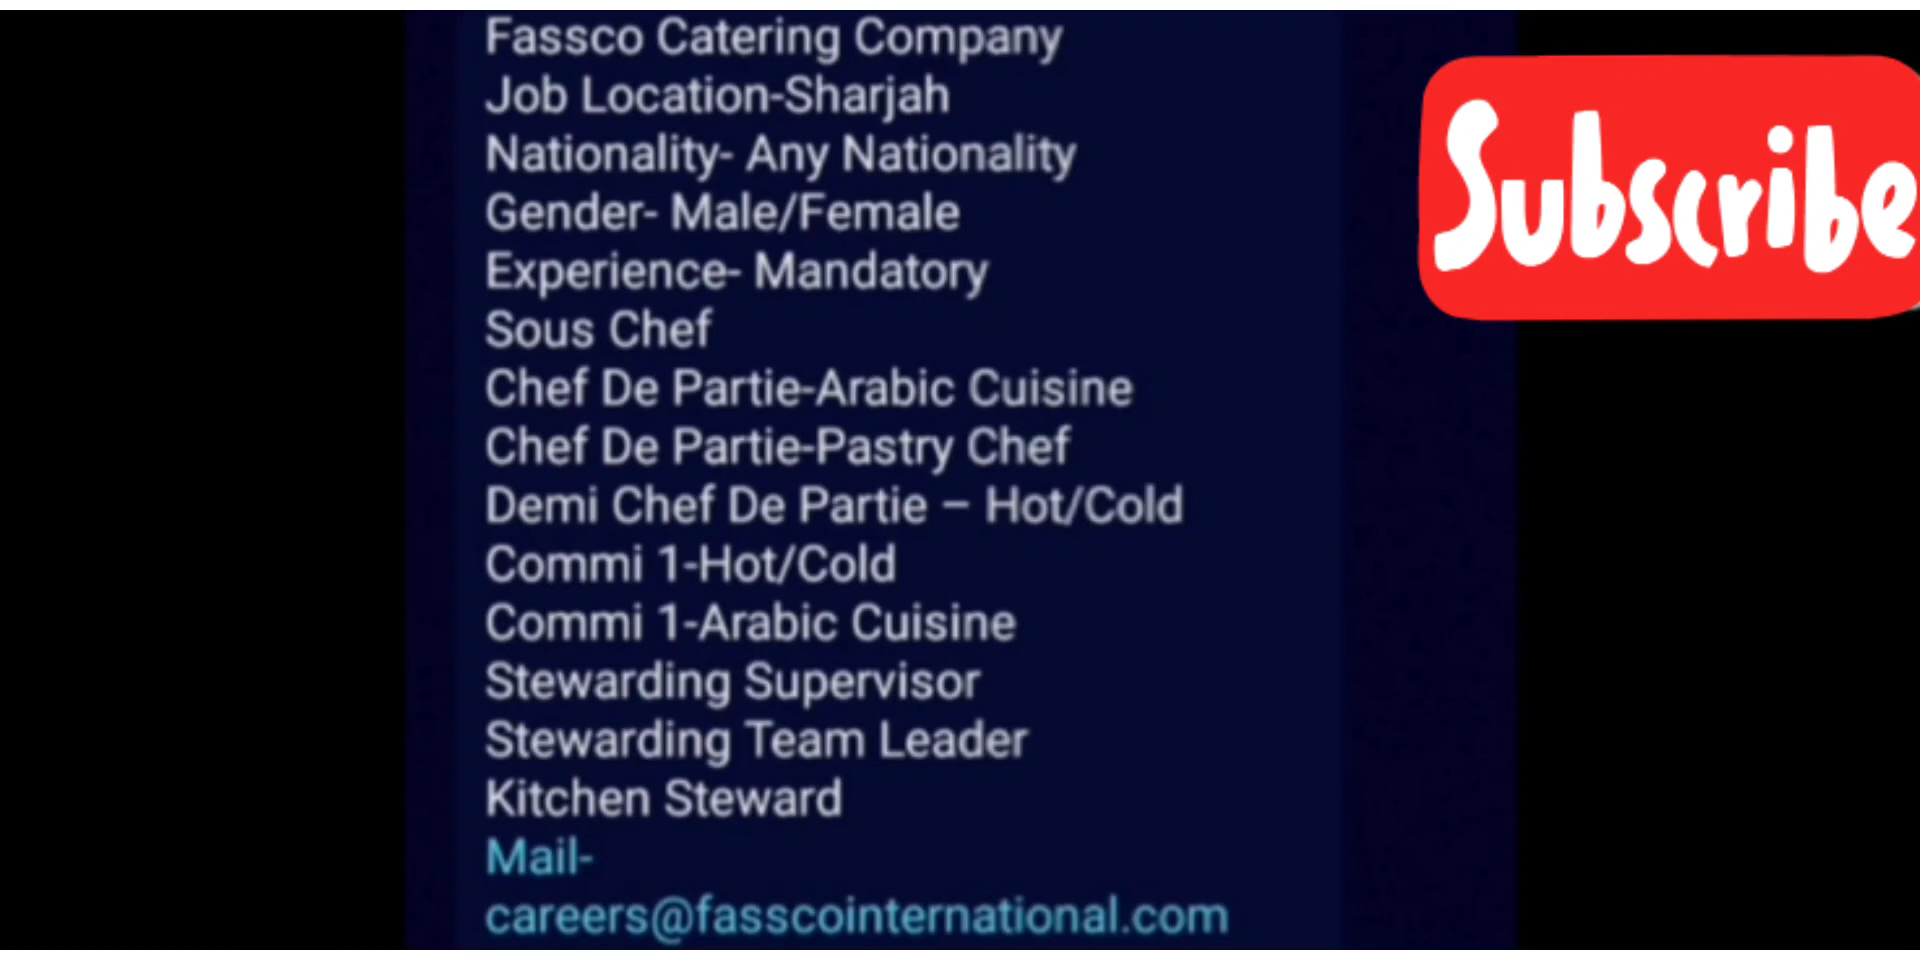 Fassco Catering Company
Job Location-Sharjah
Nationality- Any Nationality
Gender- Male/Female
Experience- Mandatory
Sous Chef
Chef De Partie-Arabic Cuisine
Chef De Partie-Pastry Chef
Demi Chef De Partie – Hot/Cold
Commi 1-Hot/Cold
Commi 1-Arabic Cuisine
Stewarding Supervisor
Stewarding Team Leader
Kitchen Steward
Mail-
careers@fasscointernational.com
Subscribe